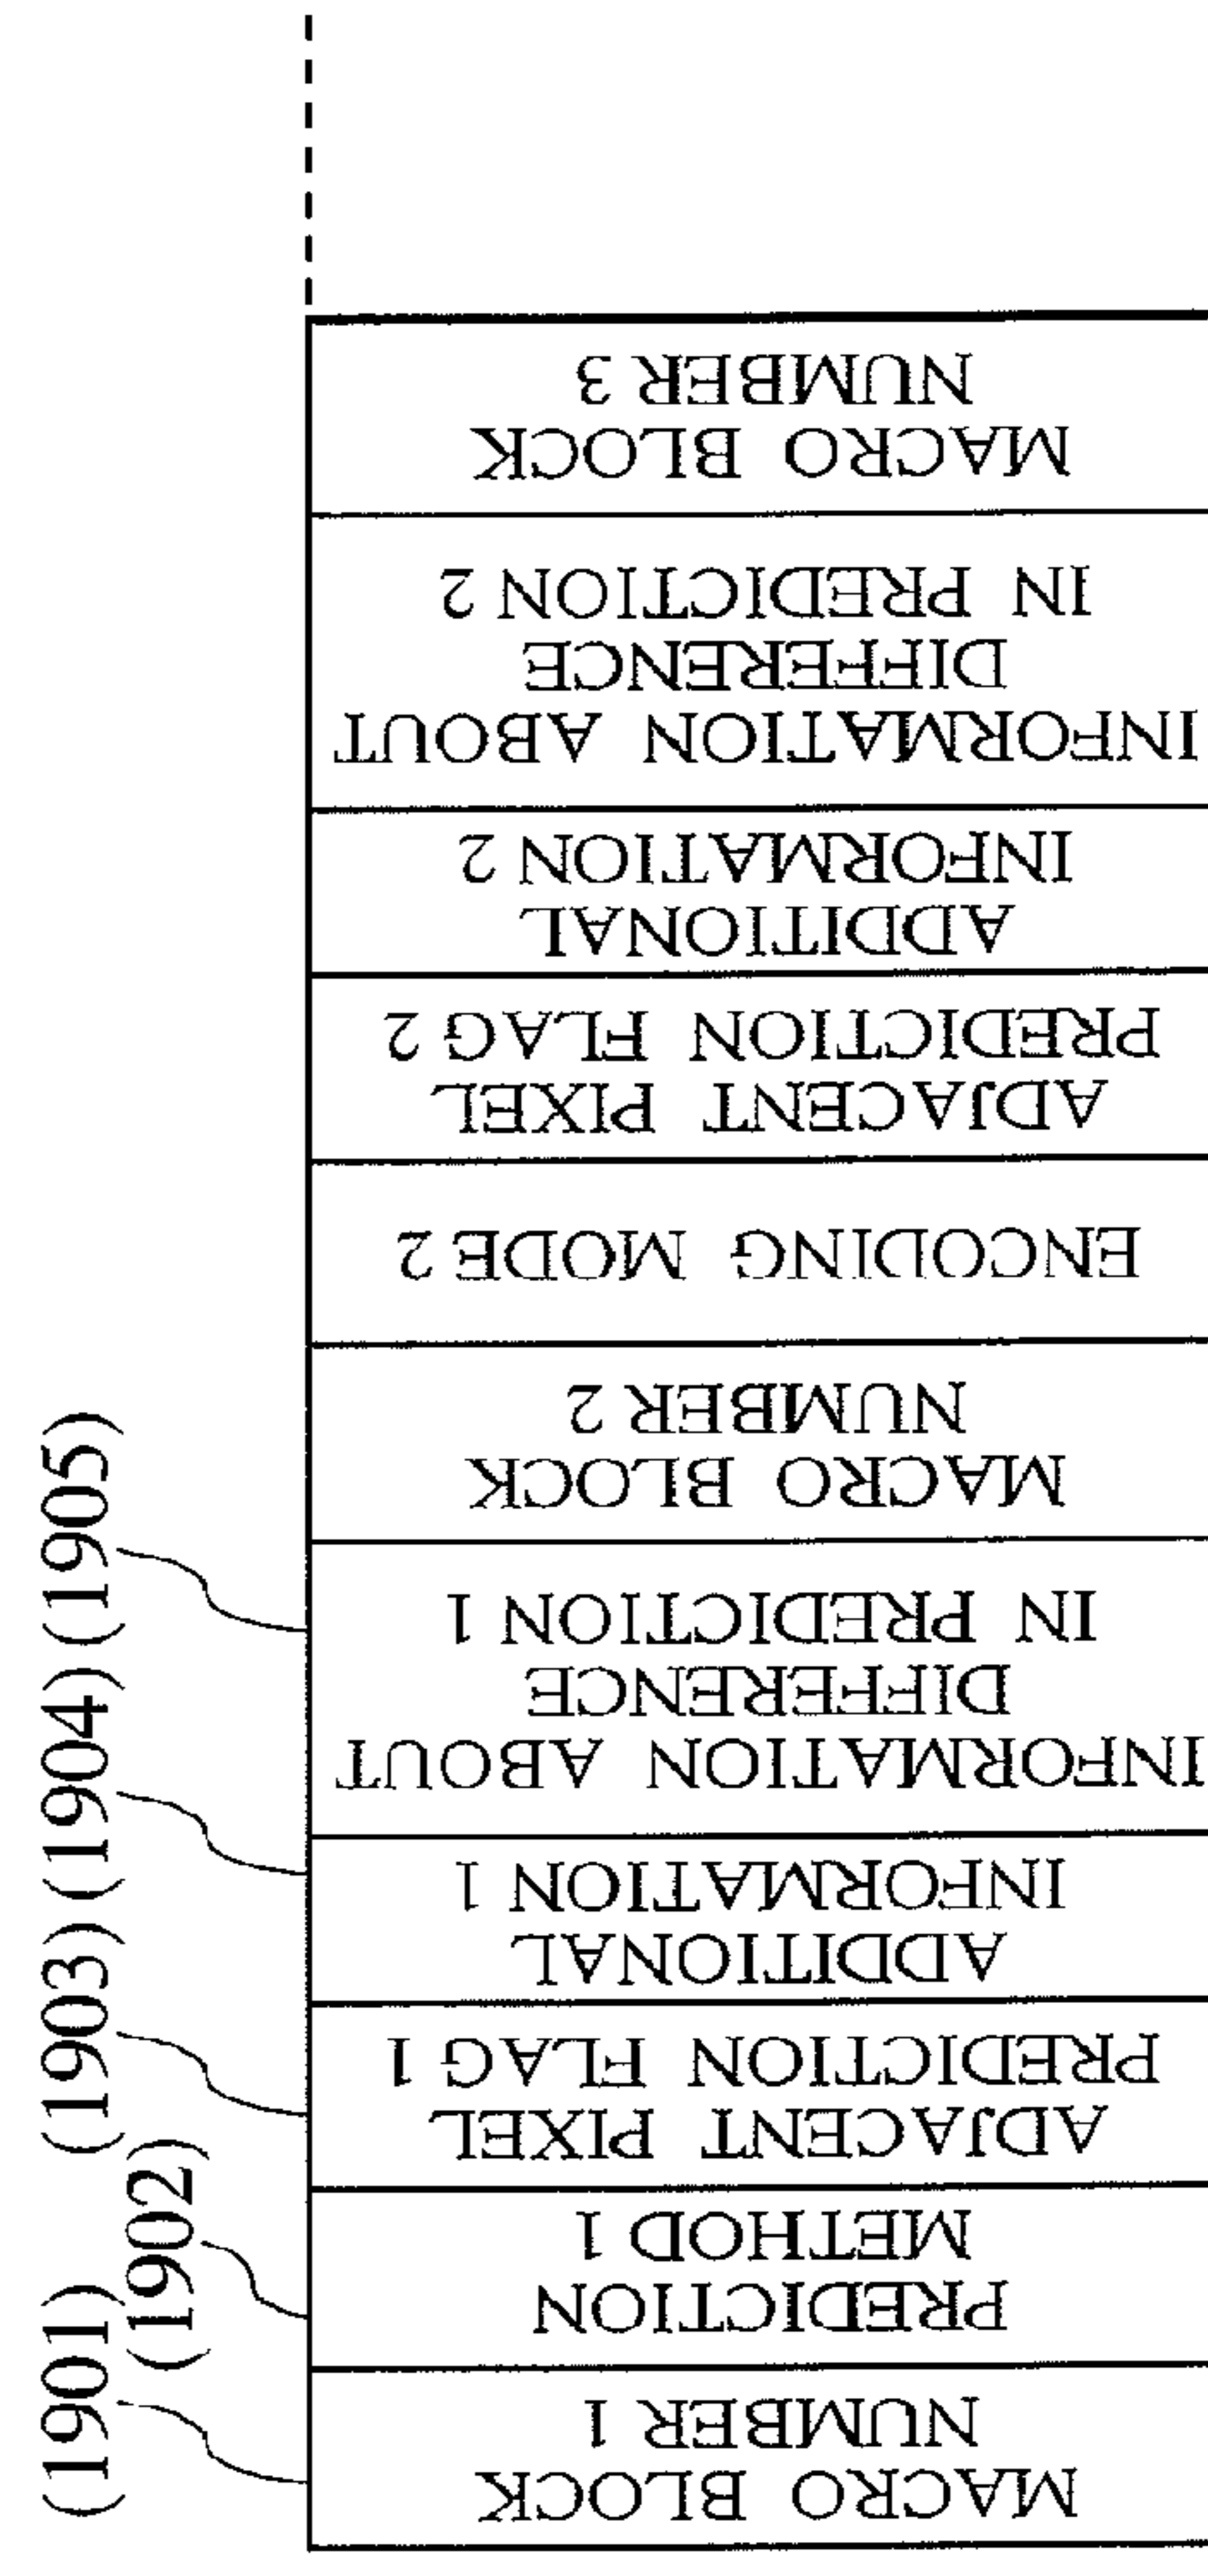 (1901)
(1902)
(1903)
(1904)
(1905)
MACRO BLOCK
NUMBER 1
PREDICTION
METHOD 1
ADJACENT PIXEL
PREDICTION FLAG 1
ADDITIONAL
INFORMATION 1
INFORMATION ABOUT
DIFFERENCE
IN PREDICTION 1
MACRO BLOCK
NUMBER 2
ENCODING MODE 2
ADJACENT PIXEL
PREDICTION FLAG 2
ADDITIONAL
INFORMATION 2
INFORMATION ABOUT
DIFFERENCE
IN PREDICTION 2
MACRO BLOCK
NUMBER 3